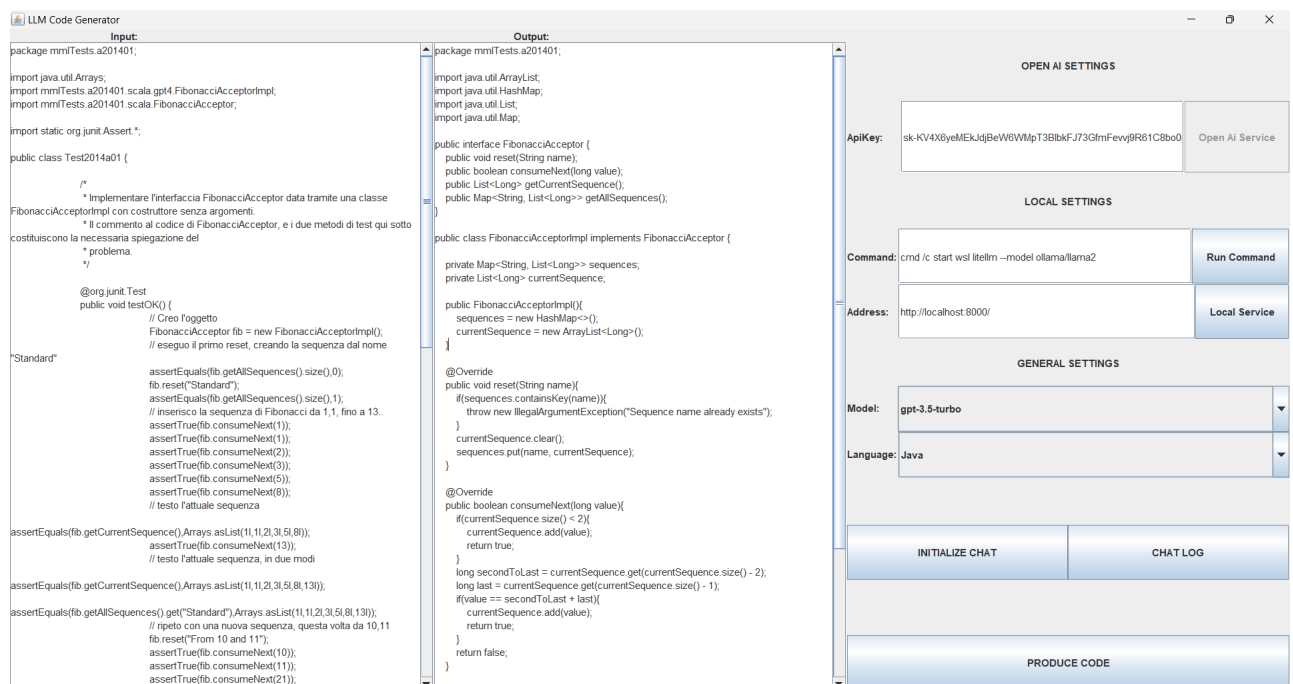 LLM Code Generator
Input:
package mmlTests.a201401;
import java.util.Arrays;
import mmlTests.a201401.scala.gpt4.FibonacciAcceptorImpl;
import mmlTests.a201401.scala.FibonacciAcceptor;
import static org.junit.Assert.*;
public class Test2014a01 {
/*
* Implementare l'interfaccia FibonacciAcceptor data tramite una classe
FibonacciAcceptorImpl con costruttore senza argomenti.
* Il commento al codice di FibonacciAcceptor, e i due metodi di test qui sotto
costituiscono la necessaria spiegazione del
* problema.
*/
@org.junit.Test
public void testOK() {
// Creo l'oggetto
FibonacciAcceptor fib = new FibonacciAcceptorImpl();
// eseguo il primo reset, creando la sequenza dal nome
"Standard"
assertEquals(fib.getAllSequences().size(),0);
fib.reset("Standard");
assertEquals(fib.getAllSequences().size(),1);
// inserisco la sequenza di Fibonacci da 1,1, fino a 13..
assertTrue(fib.consumeNext(1));
assertTrue(fib.consumeNext(1));
assertTrue(fib.consumeNext(2));
assertTrue(fib.consumeNext(3));
assertTrue(fib.consumeNext(5));
assertTrue(fib.consumeNext(8));
// testo l'attuale sequenza
assertEquals(fib.getCurrentSequence(),Arrays.asList(1l,1l,2l,3l,5l,8l));
assertTrue(fib.consumeNext(13));
// testo l'attuale sequenza, in due modi
assertEquals(fib.getCurrentSequence(),Arrays.asList(1l,1l,2l,3l,5l,8l,13l));
assertEquals(fib.getAllSequences().get("Standard"),Arrays.asList(1l,1l,2l,3l,5l,8l,13l));
// ripeto con una nuova sequenza, questa volta da 10,11
fib.reset("From 10 and 11");
assertTrue(fib.consumeNext(10));
assertTrue(fib.consumeNext(11));
assertTrue(fib.consumeNext(21));
Output:
package mmlTests.a201401;
import java.util.ArrayList;
import java.util.HashMap;
import java.util.List;
import java.util.Map;
public interface FibonacciAcceptor {
public void reset(String name);
public boolean consumeNext(long value);
public List<Long> getCurrentSequence();
public Map<String, List<Long>> getAllSequences();
}
public class FibonacciAcceptorImpl implements FibonacciAcceptor {
private Map<String, List<Long>> sequences;
private List<Long> currentSequence;
public FibonacciAcceptorImpl(){
sequences = new HashMap<>();
currentSequence = new ArrayList<Long>();
}
@Override
public void reset(String name){
if(sequences.containsKey(name)){
throw new IllegalArgumentException("Sequence name already exists");
}
currentSequence.clear();
sequences.put(name, currentSequence);
}
@Override
public boolean consumeNext(long value){
if(currentSequence.size() < 2){
currentSequence.add(value);
return true;
}
long secondToLast = currentSequence.get(currentSequence.size() - 2);
long last = currentSequence.get(currentSequence.size() - 1);
if(value == secondToLast + last){
currentSequence.add(value);
return true;
}
return false;
}
OPEN AI SETTINGS
ApiKey:
Open Ai Service
LOCAL SETTINGS
Command: cmd /c start wsl litellm --model ollama/llama2
Run Command
Address: http://localhost:8000/
Local Service
GENERAL SETTINGS
Model: gpt-3.5-turbo
Language: Java
INITIALIZE CHAT
CHAT LOG
PRODUCE CODE